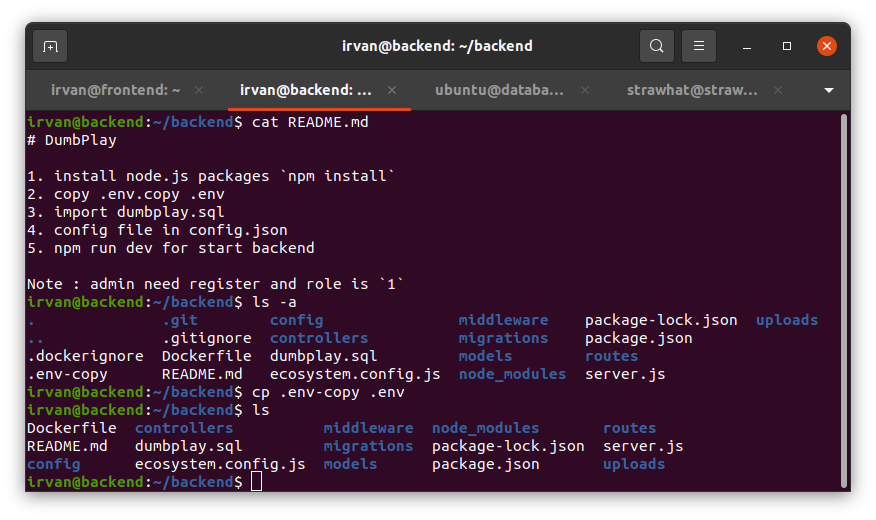 irvan@backend: ~/backend
irvan@frontend: ~ irvan@backend: ... ubuntu@databa... strawhat@straw...
irvan@backend:~/backend$ cat README.md
# DumbPlay
1. install node.js packages `npm install`
2. copy .env.copy .env
3. import dumbplay.sql
4. config file in config.json
5. npm run dev for start backend
Note : admin need register and role is `1`
irvan@backend:~/backend$ ls -a
. .git config middleware package-lock.json uploads
.. .gitignore controllers migrations package.json
.dockerignore Dockerfile dumbplay.sql models routes
.env-copy README.md ecosystem.config.js node_modules server.js
irvan@backend:~/backend$ cp .env-copy .env
irvan@backend:~/backend$ ls
Dockerfile controllers middleware node_modules routes
README.md dumbplay.sql migrations package-lock.json server.js
config ecosystem.config.js models package.json uploads
irvan@backend:~/backend$